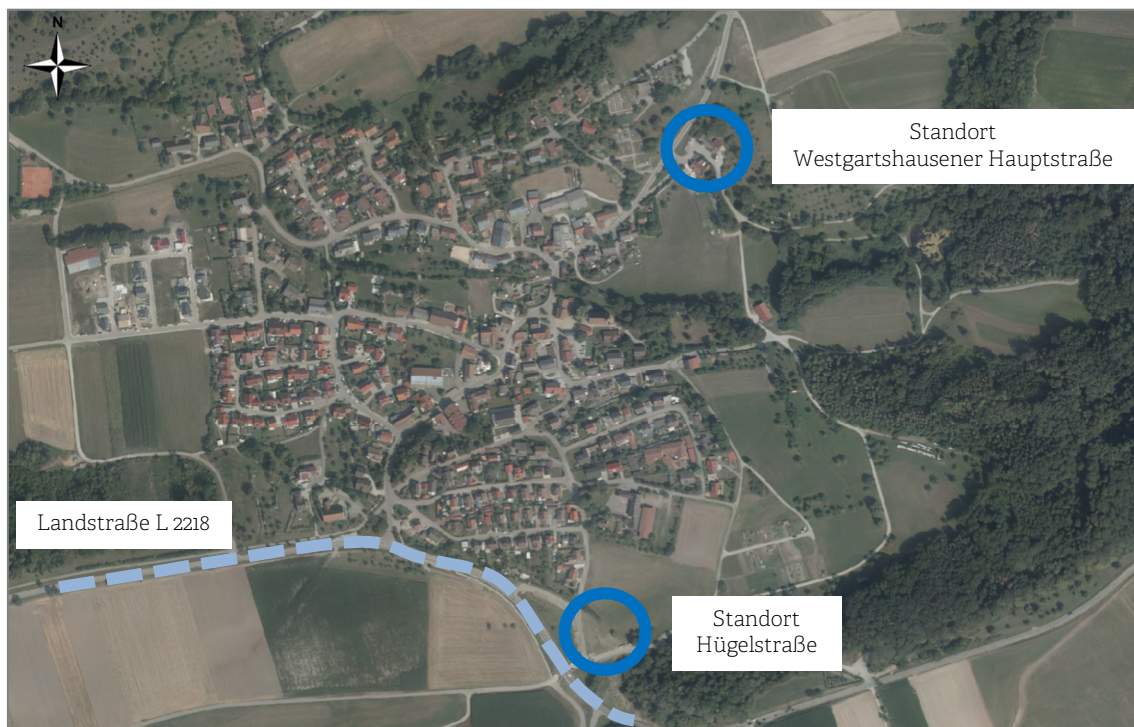 N
Standort
Westgartshausener Hauptstraße
Landstraße L 2218
Standort
Hügelstraße